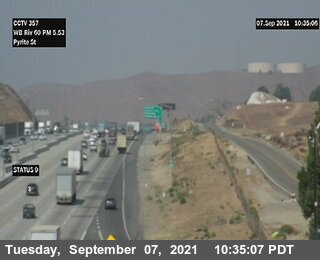 CCTV 357
07.Sep 2021 10:35:06
WB Riv 60 PM 5.53
Pyrite St
STATUS 9
Tuesday, September 07, 2021 10:35:07 PDT